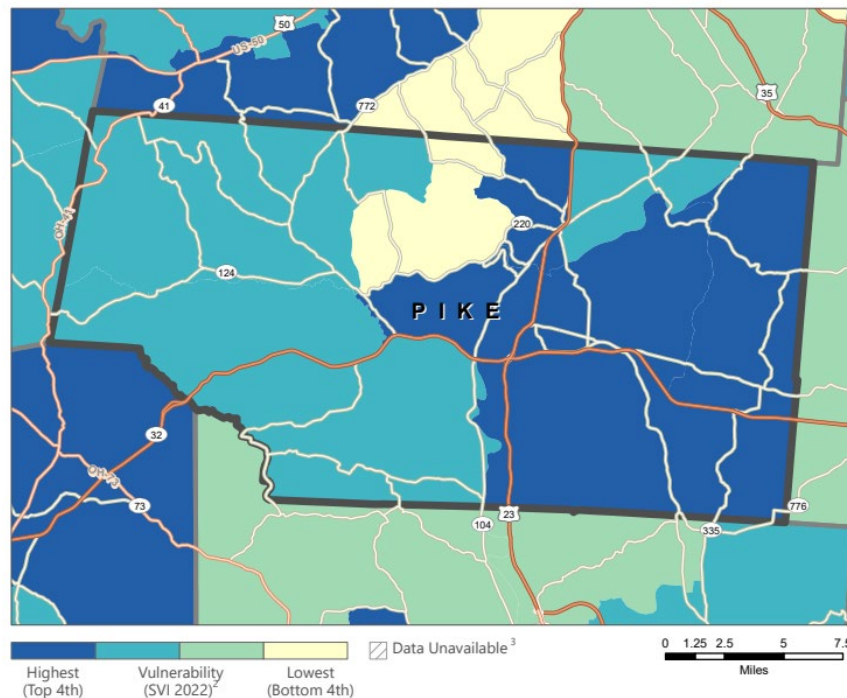 50
US-50
41
772
35
OH-41
220
124
PIKE
32
OH-73
73
104
23
776
335
Highest
(Top 4th)
Vulnerability
(SVI 2022)2
Lowest
(Bottom 4th)
Data Unavailable 3
0 1.25 2.5 5 7.5
Miles